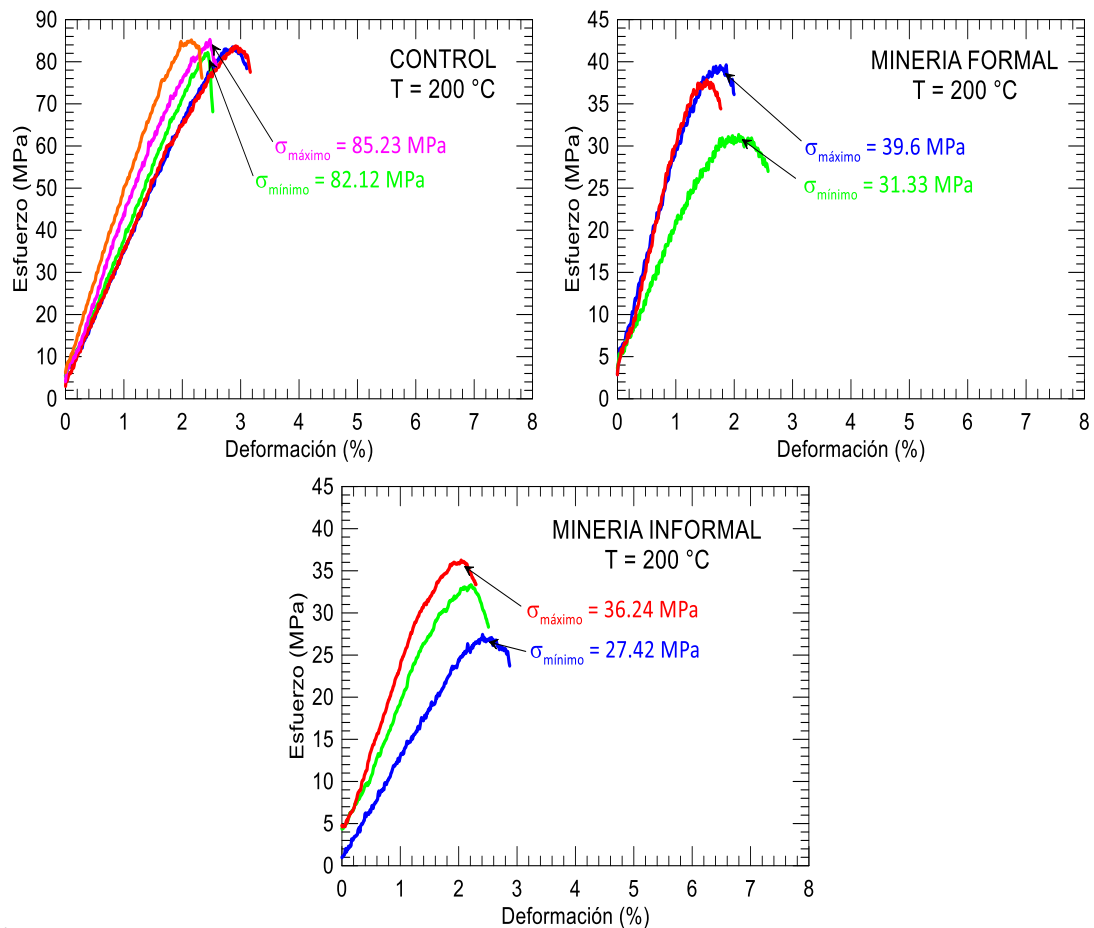 90
80
70
60
50
40
30
20
10
0
Esfuerzo (MPa)
CONTROL
T = 200 °C
σmáximo = 85.23 MPa
σmínimo = 82.12 MPa
0 1 2 3 4 5 6 7 8
Deformación (%)
45
40
35
30
25
20
15
10
5
0
Esfuerzo (MPa)
MINERIA FORMAL
T = 200 °C
σmáximo = 39.6 MPa
σmínimo = 31.33 MPa
0 1 2 3 4 5 6 7 8
Deformación (%)
45
40
35
30
25
20
15
10
5
0
Esfuerzo (MPa)
MINERIA INFORMAL
T = 200 °C
σmáximo = 36.24 MPa
σmínimo = 27.42 MPa
0 1 2 3 4 5 6 7 8
Deformación (%)